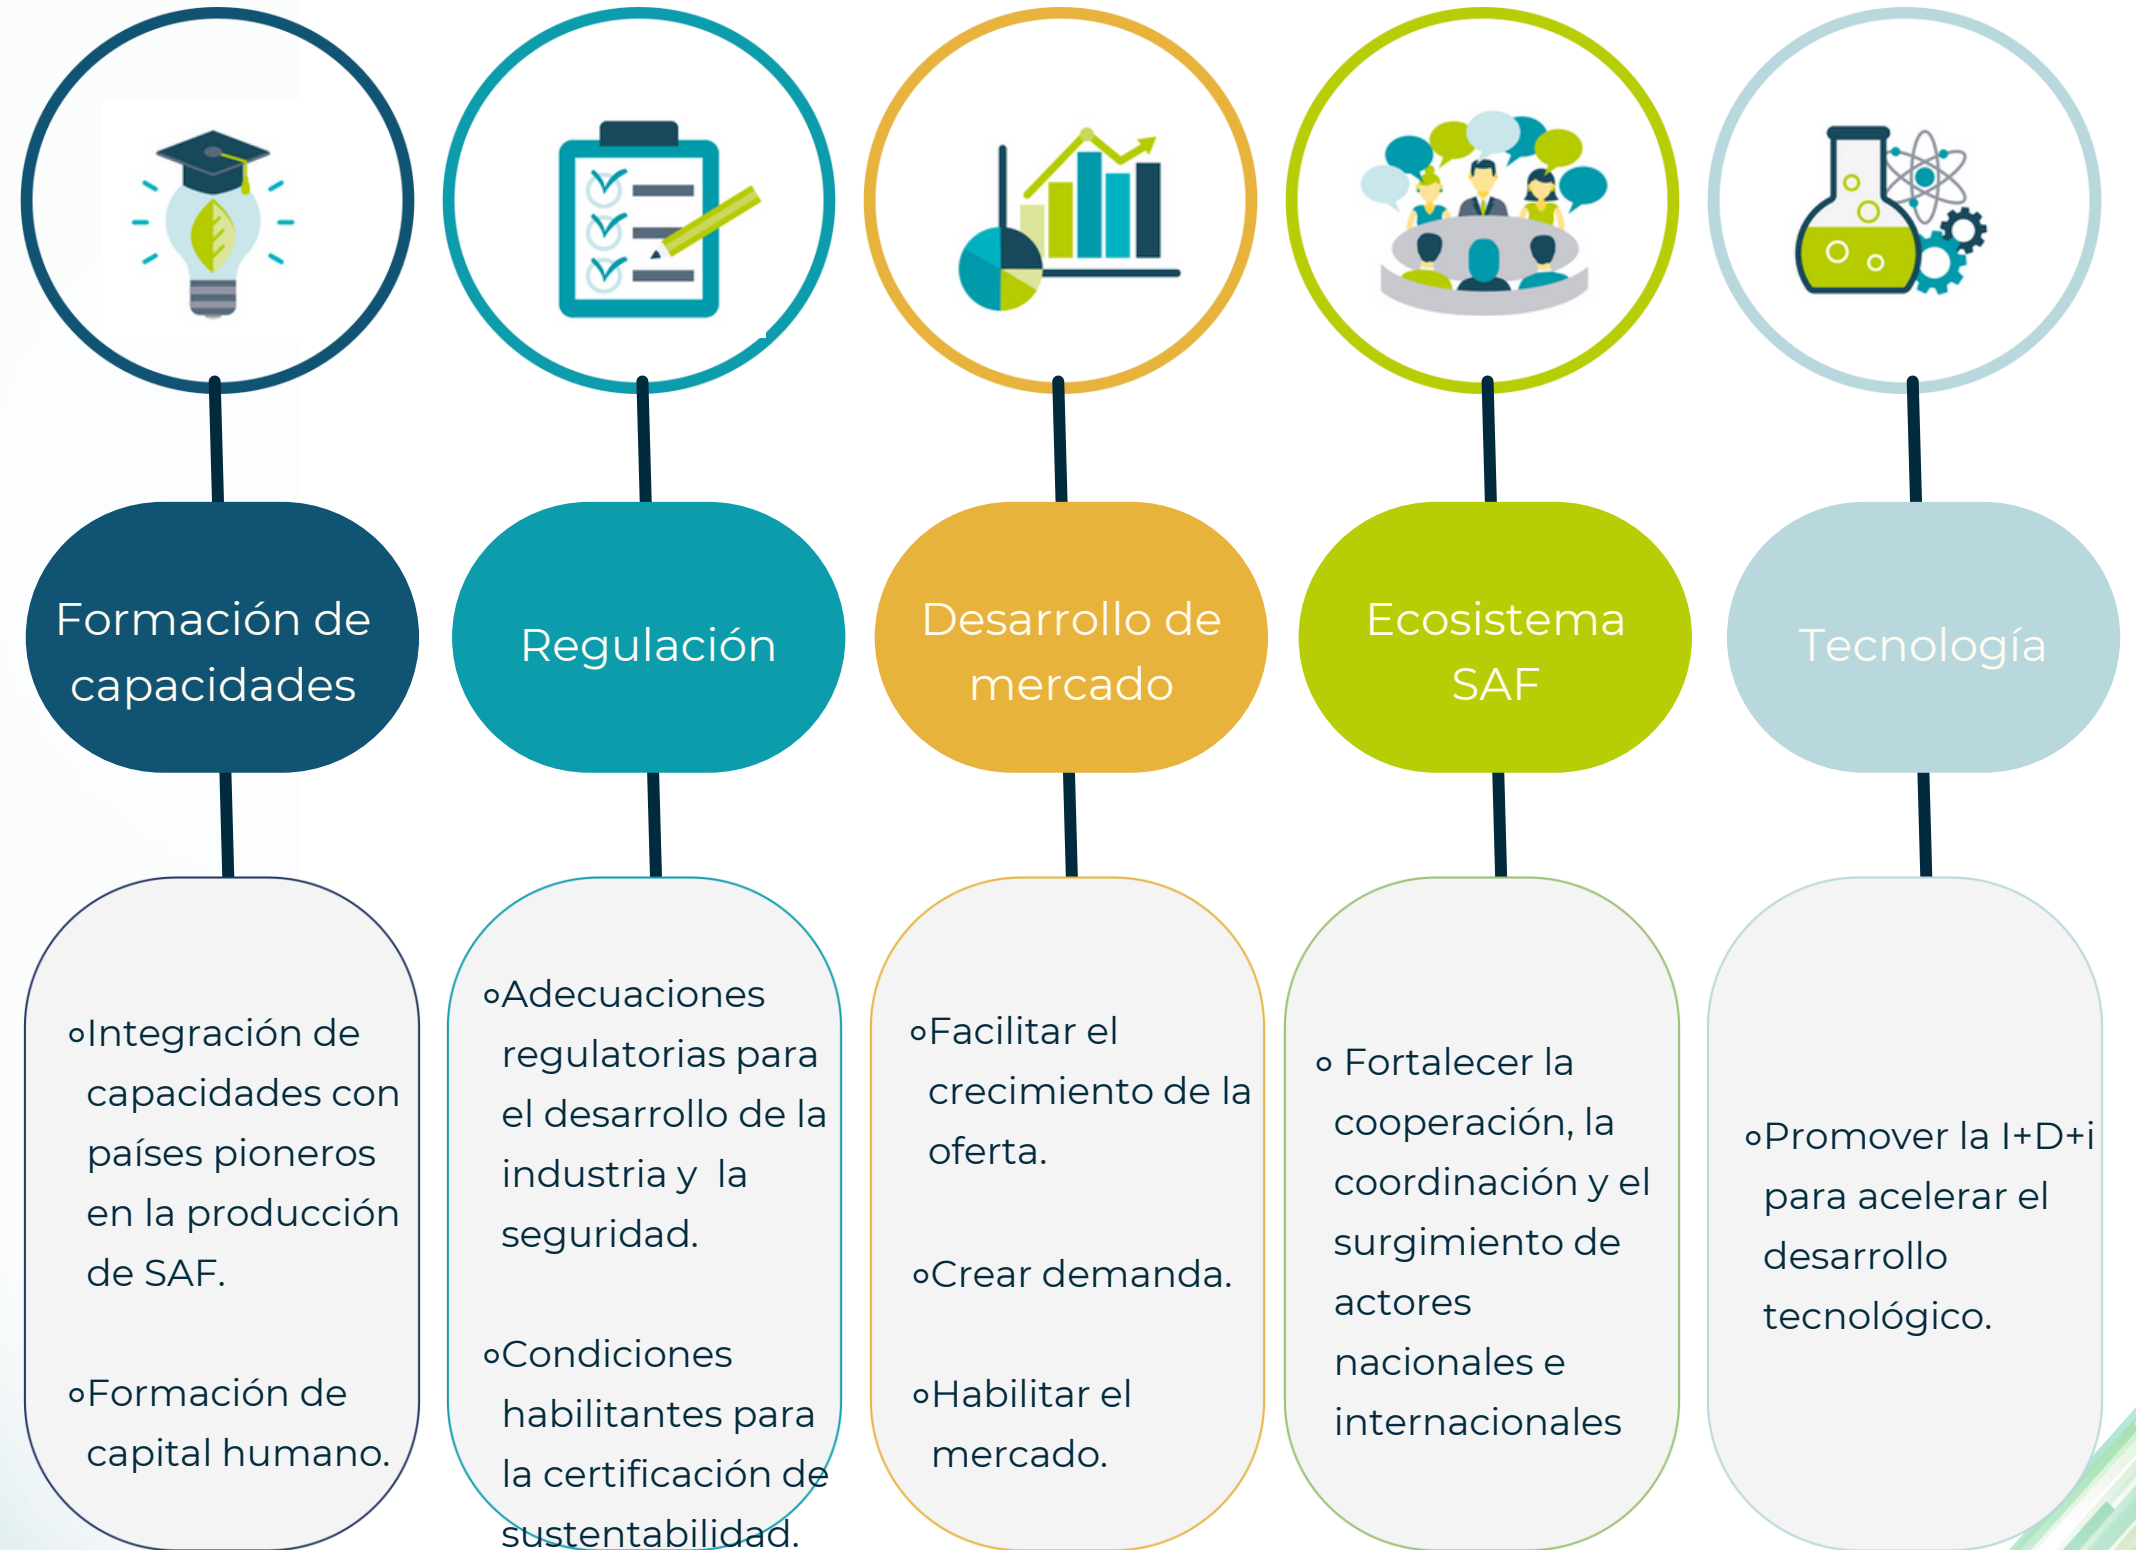 Formación de
capacidades
Regulación
Desarrollo de
mercado
Ecosistema
SAF
Tecnología
∘Integración de
capacidades con
países pioneros
en la producción
de SAF.
∘Formación de
capital humano.
∘Adecuaciones
regulatorias para
el desarrollo de la
industria y  la
seguridad.
∘Condiciones
habilitantes para
la certificación de
sustentabilidad.
∘Facilitar el
crecimiento de la
oferta.
∘Crear demanda.
∘Habilitar el
mercado.
∘ Fortalecer la
cooperación, la
coordinación y el
surgimiento de
actores
nacionales e
internacionales
∘Promover la I+D+i
para acelerar el
desarrollo
tecnológico.